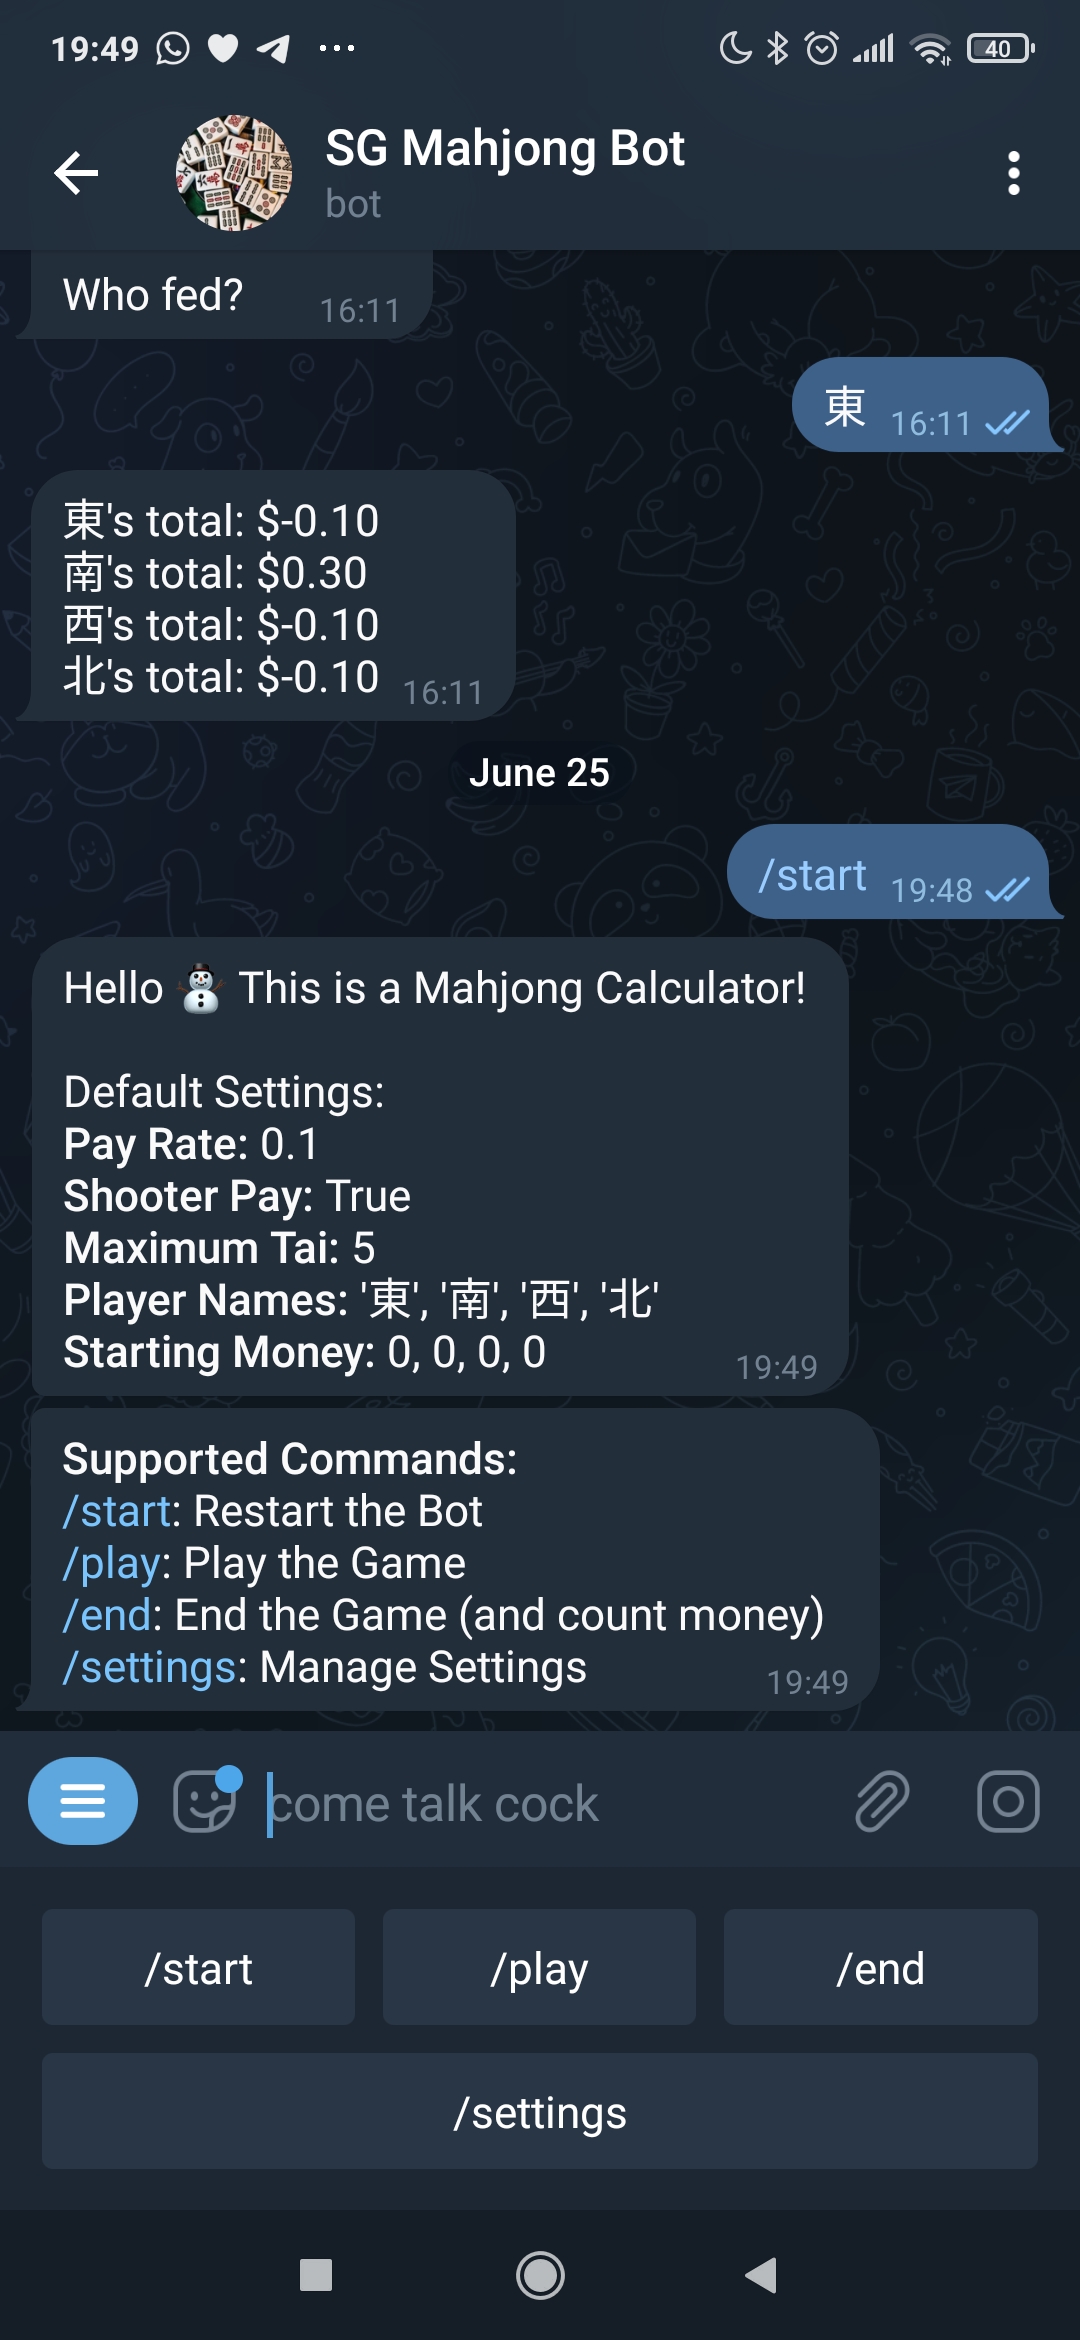 19:49
40
SG Mahjong Bot
bot
Who fed? 16:11
東 16:11
東's total: $-0.10
南's total: $0.30
西's total: $-0.10
北's total: $-0.10 16:11
June 25
/start 19:48
Hello ⛄ This is a Mahjong Calculator!
Default Settings:
Pay Rate: 0.1
Shooter Pay: True
Maximum Tai: 5
Player Names: '東', '南', '西', '北'
Starting Money: 0, 0, 0, 0 19:49
Supported Commands:
/start: Restart the Bot
/play: Play the Game
/end: End the Game (and count money)
/settings: Manage Settings 19:49
come talk cock
/start /play /end
/settings